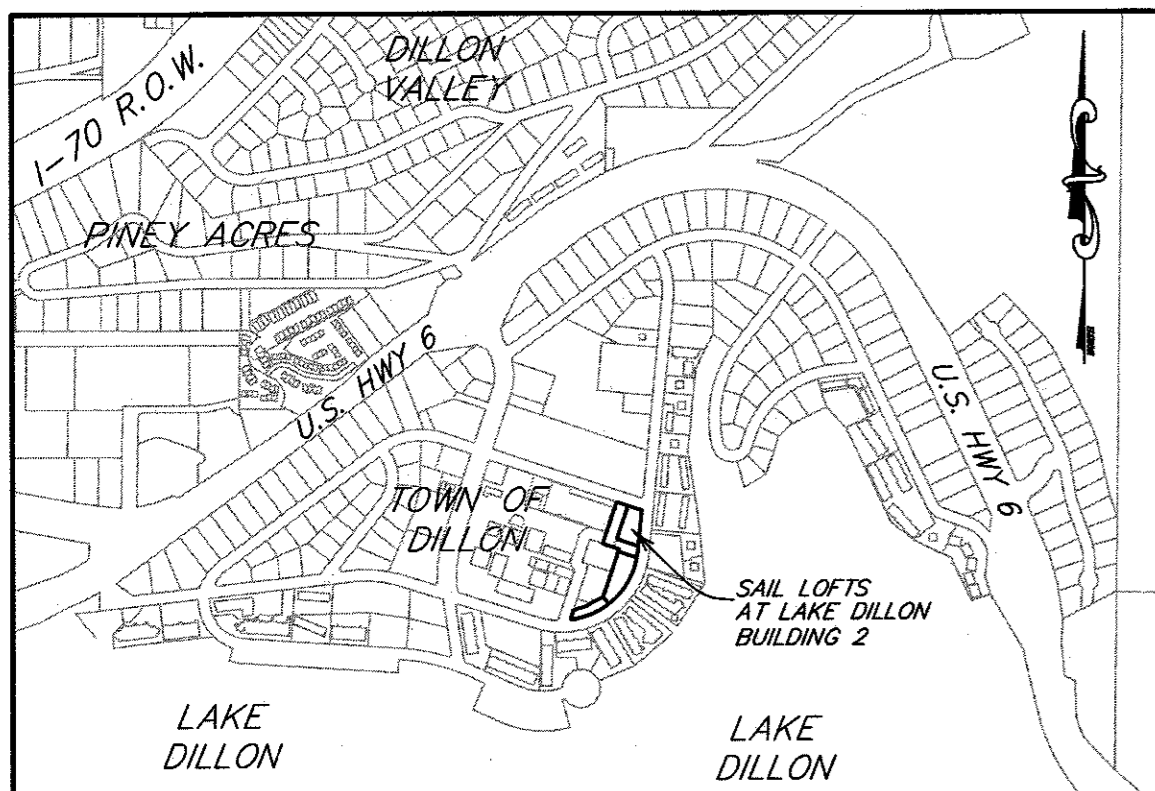 DILLON
VALLEY
I-70 R.O.W.
PINEY ACRES
U.S. HWY 6
U.S. HWY 6
TOWN OF
DILLON
SAIL LOFTS
AT LAKE DILLON
BUILDING 2
LAKE
DILLON
LAKE
DILLON